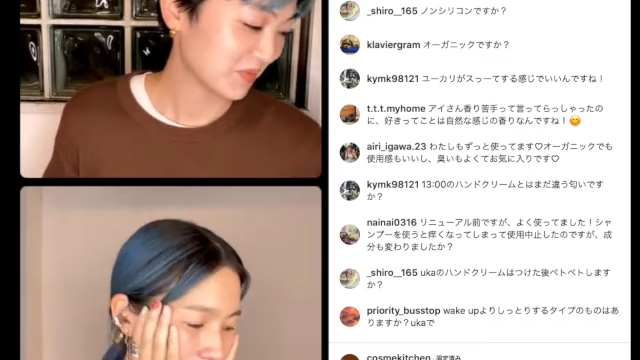 _shiro__165 ノンシリコンですか？
klaviergram オーガニックですか？
kymk98121 ユーカリがスゥーてする感じでいいんですね！
t.t.t.myhome アイさん香り苦手って言ってらっしゃったの
に、好きってことは自然な感じの香りなんですね！😊
airi_igawa.23 わたしもずっと使ってます♡オーガニックでも
使用感もいいし、臭いもよくてお気に入りです♡
kymk98121 13:00のハンドクリームとはまだ違う匂いです
か？
nainai0316 リニューアル前ですが、よく使ってました！シャ
ンプーを使うと痒くなってしまって使用中止したのですが、成
分も変わりましたか？
_shiro__165 ukaのハンドクリームはつけた後ベトベトします
か？
priority_busstop wake upよりしっとりするタイプのものはあ
りますか？ukaで
cosmekitchen 固定済み